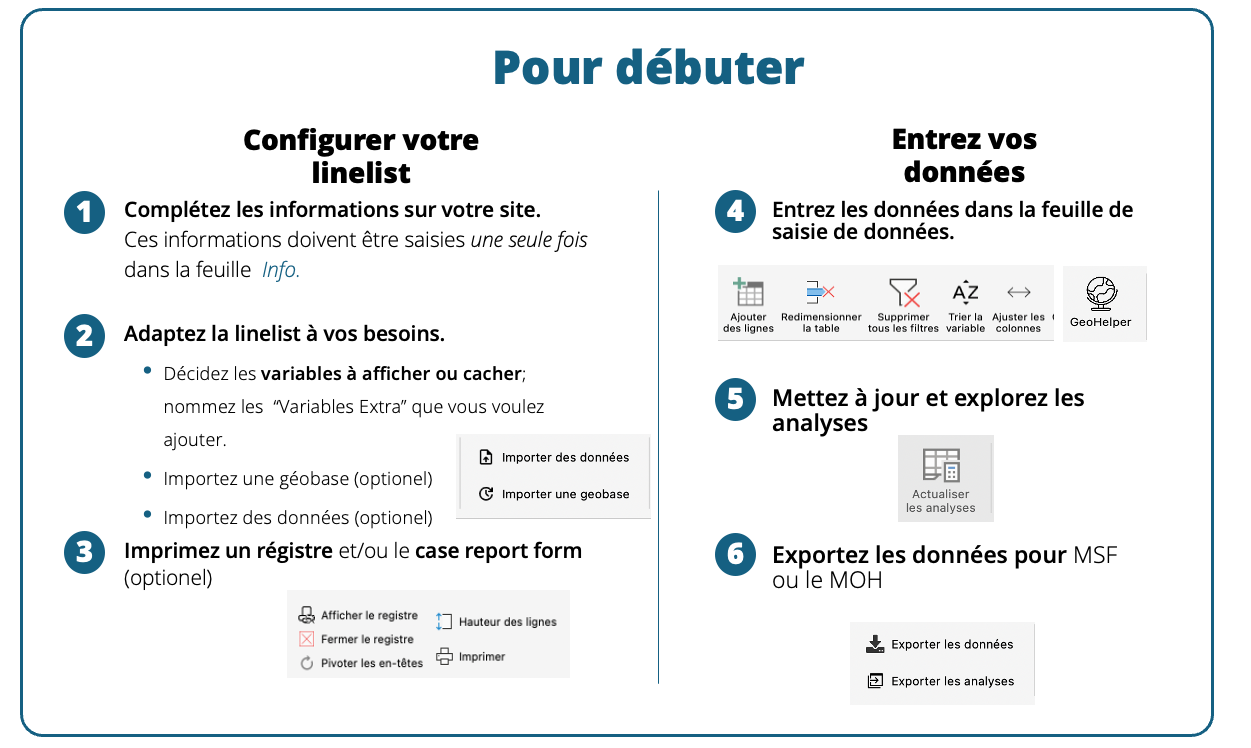 Pour débuter
Configurer votre
linelist
1
Complétez les informations sur votre site.
Ces informations doivent être saisies une seule fois
dans la feuille Info.
2
Adaptez la linelist à vos besoins.
• Décidez les variables à afficher ou cacher;
nommez les “Variables Extra” que vous voulez
ajouter.
• Importez une géobase (optionel)
• Importez des données (optionel)
Importer des données
Importer une geobase
3
Imprimez un régistre et/ou le case report form
(optionel)
Afficher le registre
Fermer le registre
Pivoter les en-têtes
Hauteur des lignes
Imprimer
Entrez vos
données
4
Entrez les données dans la feuille de
saisie de données.
Ajouter
des lignes
Redimensionner
la table
Supprimer
tous les filtres
AZ
Trier la
variable
Ajuster les
colonnes
GeoHelper
5
Mettez à jour et explorez les
analyses
Actualiser
les analyses
6
Exportez les données pour MSF
ou le MOH
Exporter les données
Exporter les analyses